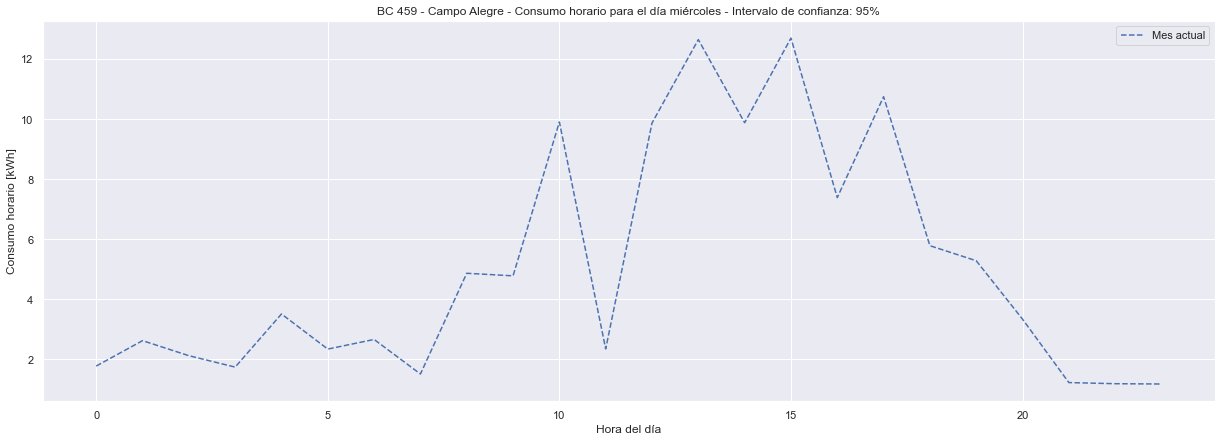 BC 459 - Campo Alegre - Consumo horario para el día miércoles - Intervalo de confianza: 95%
Mes actual
12
10
8
6
4
2
Consumo horario [kWh]
0 5 10 15 20
Hora del día